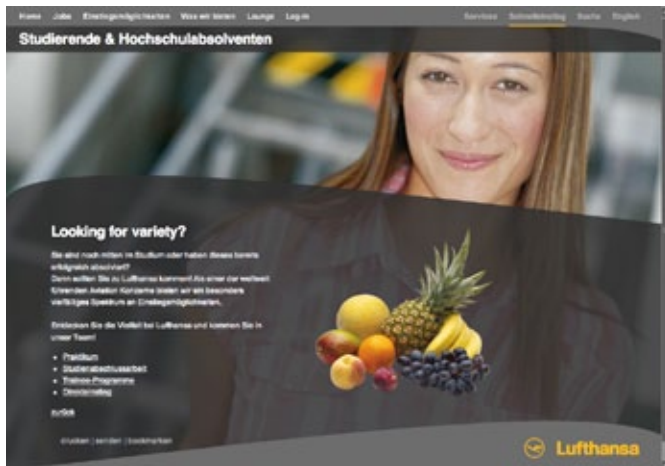 Home Jobs Einstiegsmöglichkeiten Was wir bieten Lounge Log-in Services Schnelleinstieg Suche English
Studierende & Hochschulabsolventen
Looking for variety?
Sie sind noch mitten im Studium oder haben dieses bereits
erfolgreich absolviert?
Dann sollten Sie zu Lufthansa kommen! Als einer der weltweit
führenden Aviation Konzerne bieten wir ein besonders
vielfältiges Spektrum an Einstiegsmöglichkeiten.
Entdecken Sie die Vielfalt bei Lufthansa und kommen Sie in
unser Team!
Praktikum
Studienabschlussarbeit
Trainee-Programme
Direkteinstieg
zurück
drucken | senden | bookmarken
Lufthansa